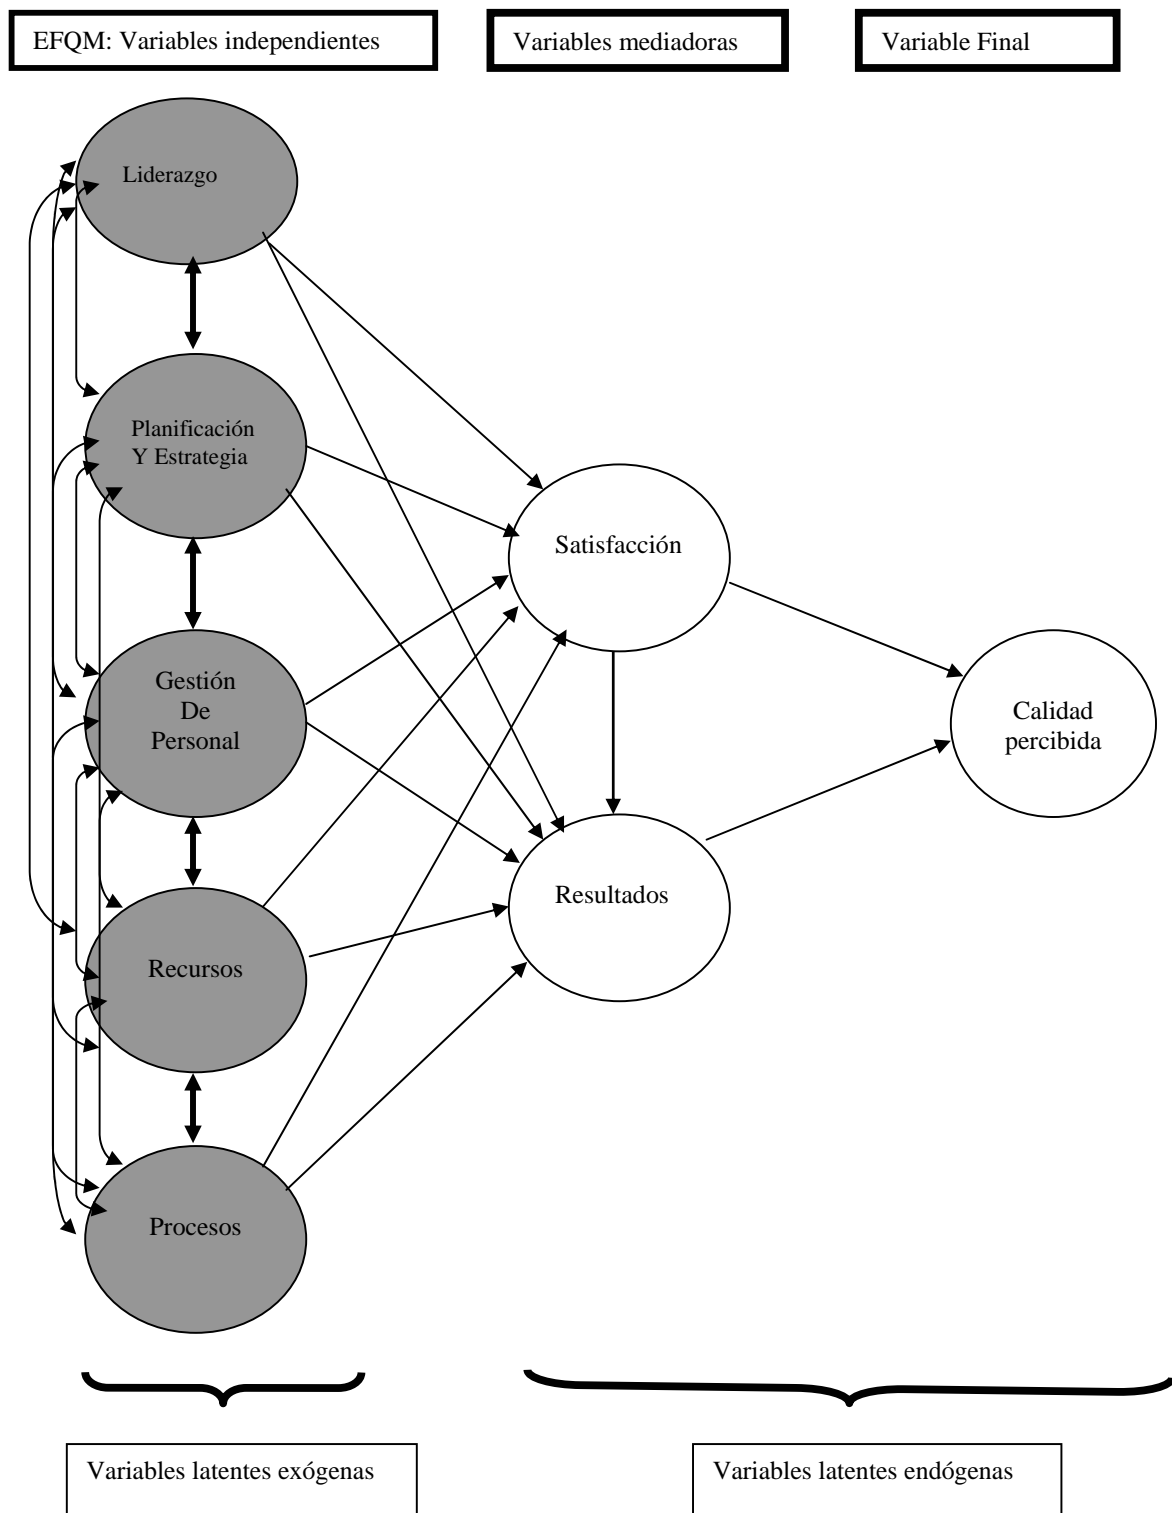 EFQM: Variables independientes
Variables mediadoras
Variable Final
Liderazgo
Planificación
Y Estrategia
Satisfacción
Gestión
De
Personal
Calidad
percibida
Resultados
Recursos
Procesos
Variables latentes exógenas
Variables latentes endógenas